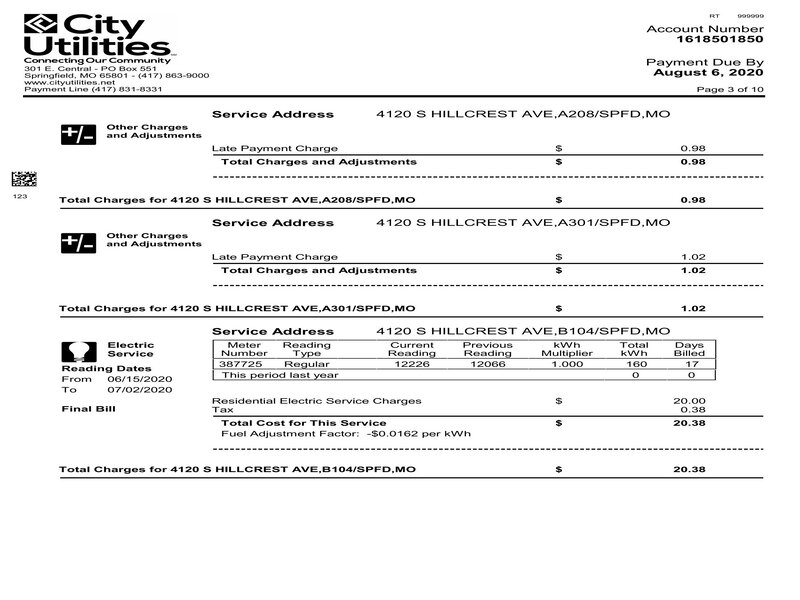 RT 999999
City
Utilities
Connecting Our Community
301 E. Central - PO Box 551
Springfield, MO 65801 - (417) 863-9000
www.cityutilities.net
Payment Line (417) 831-8331
Account Number
1618501850
Payment Due By
August 6, 2020
Page 3 of 10
Service Address 4120 S HILLCREST AVE,A208/SPFD,MO
+/-
Other Charges
and Adjustments
Late Payment Charge $ 0.98
Total Charges and Adjustments $ 0.98
123
Total Charges for 4120 S HILLCREST AVE,A208/SPFD,MO $ 0.98
Service Address 4120 S HILLCREST AVE,A301/SPFD,MO
+/-
Other Charges
and Adjustments
Late Payment Charge $ 1.02
Total Charges and Adjustments $ 1.02
Total Charges for 4120 S HILLCREST AVE,A301/SPFD,MO $ 1.02
Service Address 4120 S HILLCREST AVE,B104/SPFD,MO
Electric
Service
Reading Dates
From 06/15/2020
To 07/02/2020
Final Bill
Meter Reading Current Previous kWh Total Days
Number Type Reading Reading Multiplier kWh Billed
387725 Regular 12226 12066 1.000 160 17
This period last year 0 0
Residential Electric Service Charges $ 20.00
Tax 0.38
Total Cost for This Service $ 20.38
Fuel Adjustment Factor: -$0.0162 per kWh
Total Charges for 4120 S HILLCREST AVE,B104/SPFD,MO $ 20.38